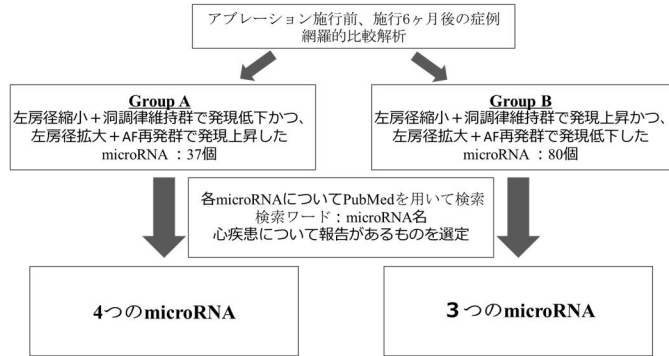 アブレーション施行前、施行6ヶ月後の症例
網羅的比較解析
Group A
左房径縮小＋洞調律維持群で発現低下かつ、
左房径拡大＋AF再発群で発現上昇した
microRNA ：37個
Group B
左房径縮小＋洞調律維持群で発現上昇かつ、
左房径拡大＋AF再発群で発現低下した
microRNA ：80個
各microRNAについてPubMedを用いて検索
検索ワード：microRNA名
心疾患について報告があるものを選定
4つのmicroRNA
３つのmicroRNA